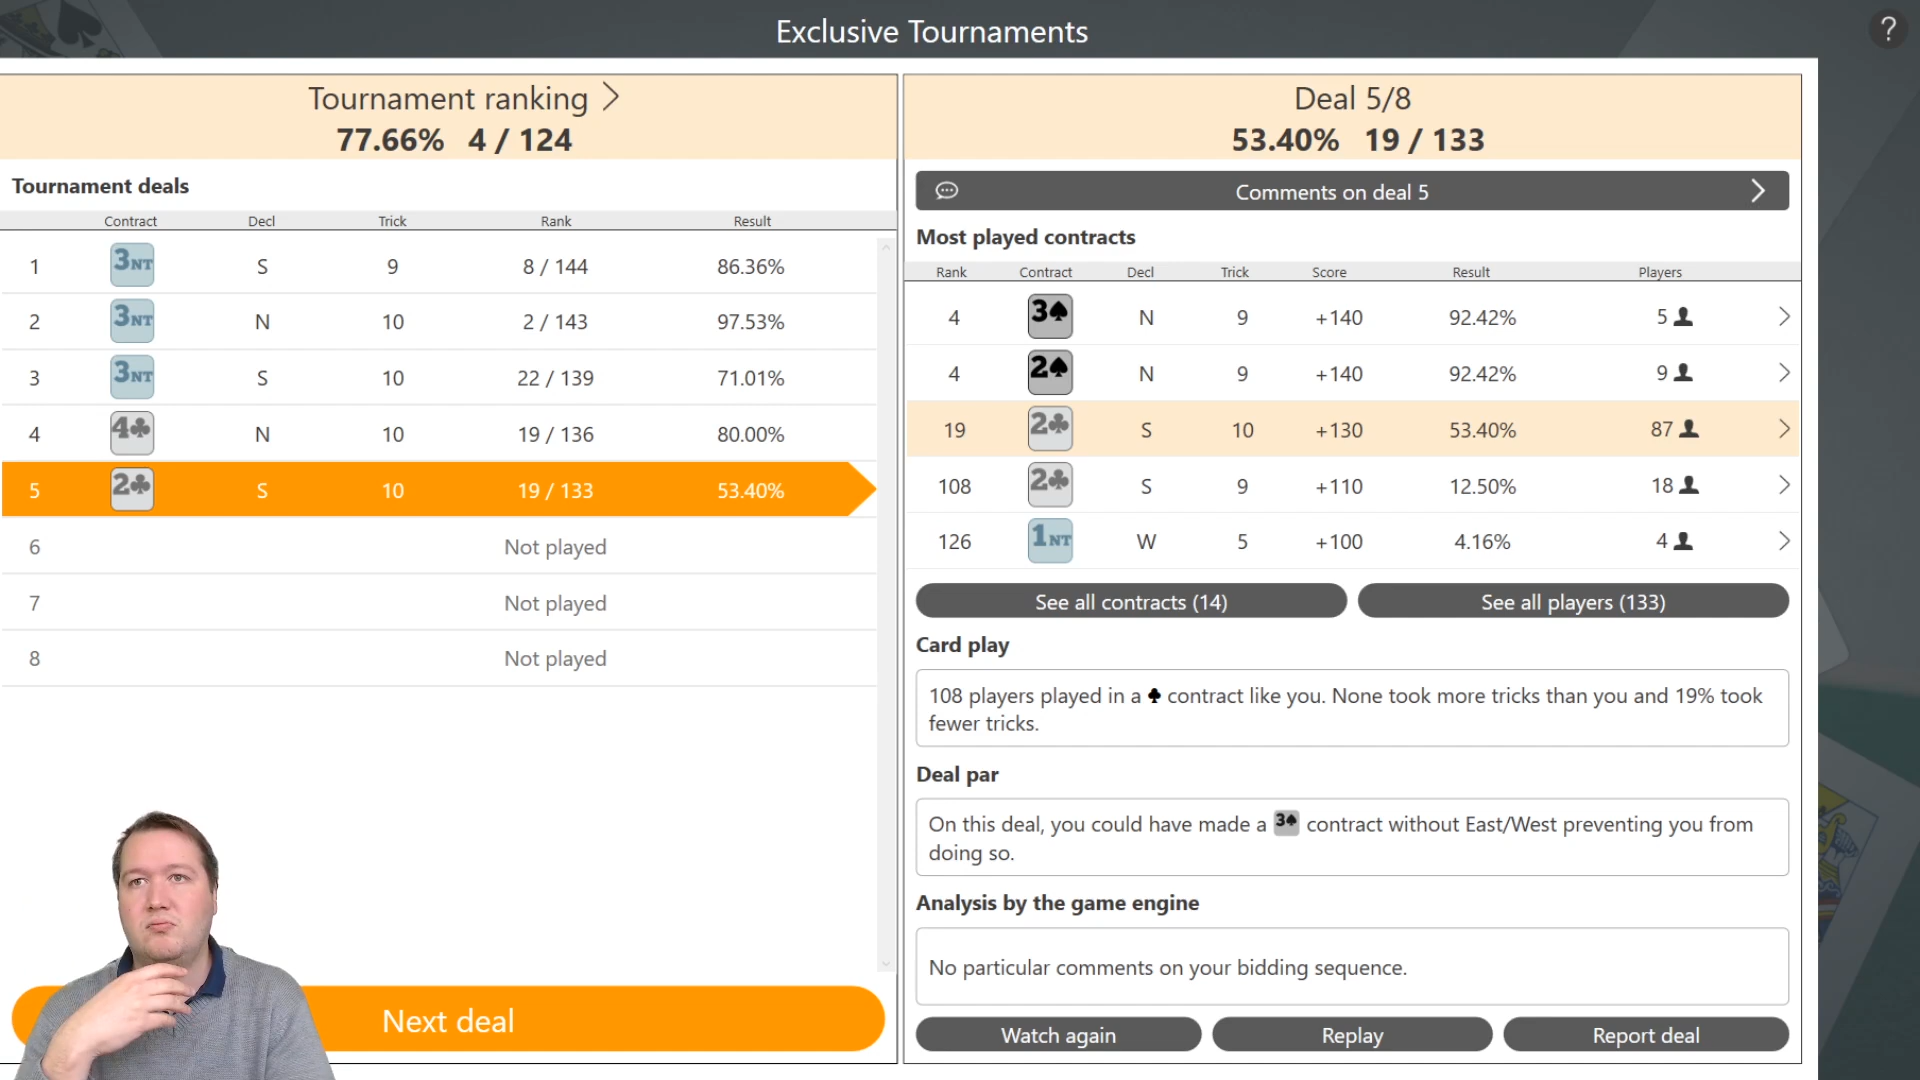 Exclusive Tournaments
?
Tournament ranking >
77.66% 4 / 124
Tournament deals
Contract Decl Trick Rank Result
1 3NT S 9 8 / 144 86.36%
2 3NT N 10 2 / 143 97.53%
3 3NT S 10 22 / 139 71.01%
4 4♣ N 10 19 / 136 80.00%
5 2♣ S 10 19 / 133 53.40%
6 Not played
7 Not played
8 Not played
Next deal
Deal 5/8
53.40% 19 / 133
Comments on deal 5
Most played contracts
Rank Contract Decl Trick Score Result Players
4 3♠ N 9 +140 92.42% 5
4 2♠ N 9 +140 92.42% 9
19 2♣ S 10 +130 53.40% 87
108 2♣ S 9 +110 12.50% 18
126 1NT W 5 +100 4.16% 4
See all contracts (14) See all players (133)
Card play
108 players played in a ♣ contract like you. None took more tricks than you and 19% took
fewer tricks.
Deal par
On this deal, you could have made a 3♠ contract without East/West preventing you from
doing so.
Analysis by the game engine
No particular comments on your bidding sequence.
Watch again Replay Report deal